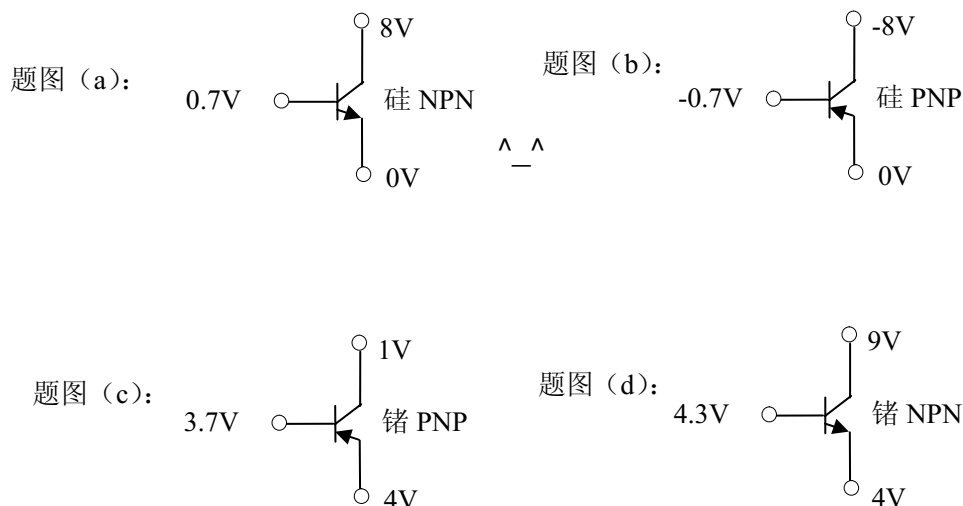 题图（a）：
8V
0.7V
硅 NPN
0V
^_^
题图（b）：
-8V
-0.7V
硅 PNP
0V
题图（c）：
1V
3.7V
锗 PNP
4V
题图（d）：
9V
4.3V
锗 NPN
4V